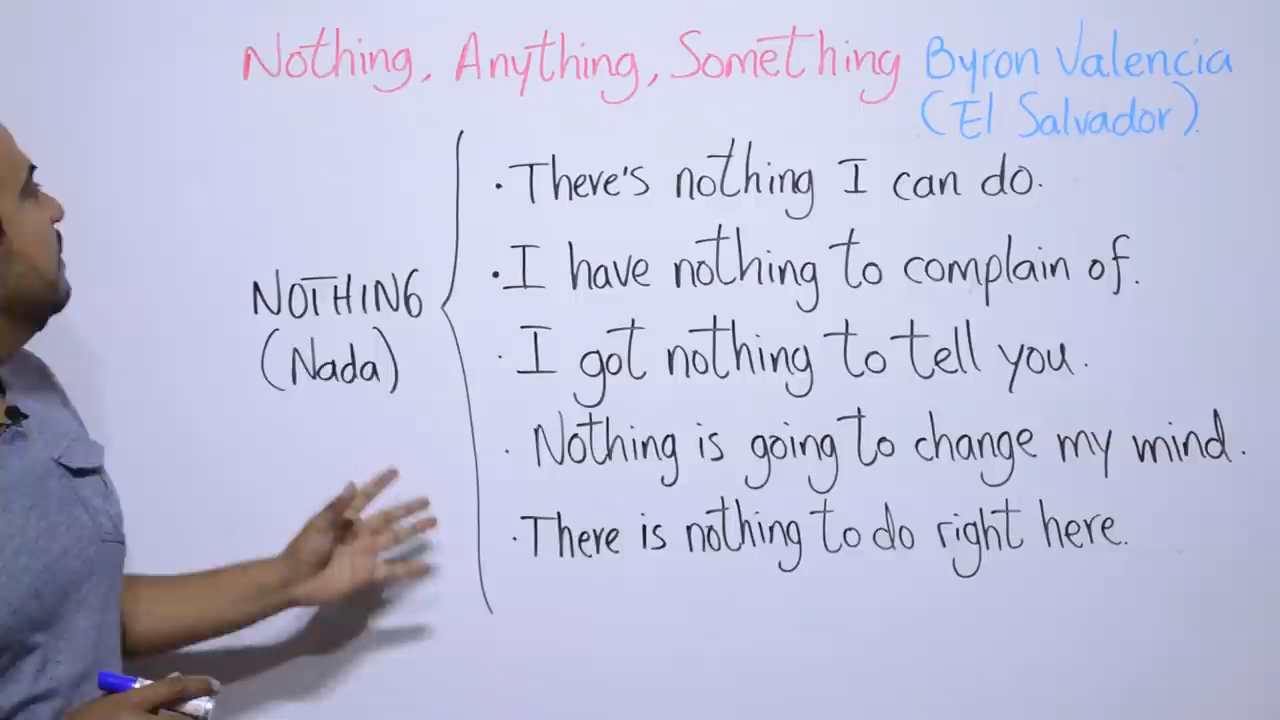 Nothing, Anything, Something Byron Valencia
(El Salvador).
NOTHING
(Nada)
· There's nothing I can do.
· I have nothing to complain of.
· I got nothing to tell you.
· Nothing is going to change my mind.
· There is nothing to do right here.